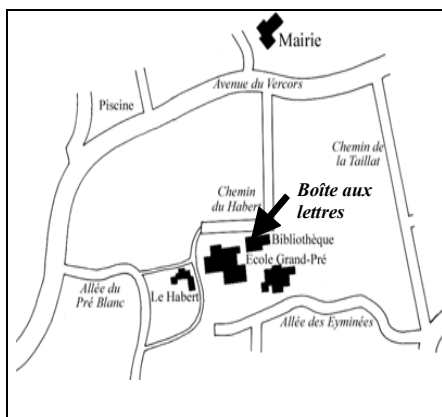 Mairie
Avenue du Vercors
Piscine
Chemin de
la Taillat
Chemin
du Habert
Boîte aux
lettres
Bibliothèque
Ecole Grand-Pré
Allée du
Pré Blanc
Le Habert
Allée des Eyminées